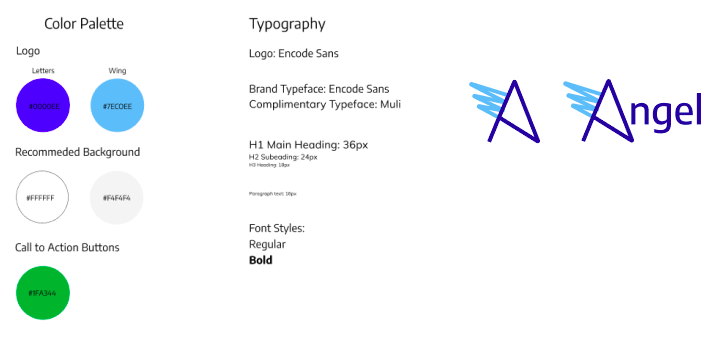 Color Palette
Logo
Letters
Wing
#0000EE
#7EC0EE
Recommeded Background
#FFFFFF
#F4F4F4
Call to Action Buttons
#1FA344
Typography
Logo: Encode Sans
Brand Typeface: Encode Sans
Complimentary Typeface: Muli
H1 Main Heading: 36px
H2 Subeading: 24px
H3 Heading: 18px
Paragraph text: 16px
Font Styles:
Regular
Bold
A
Angel